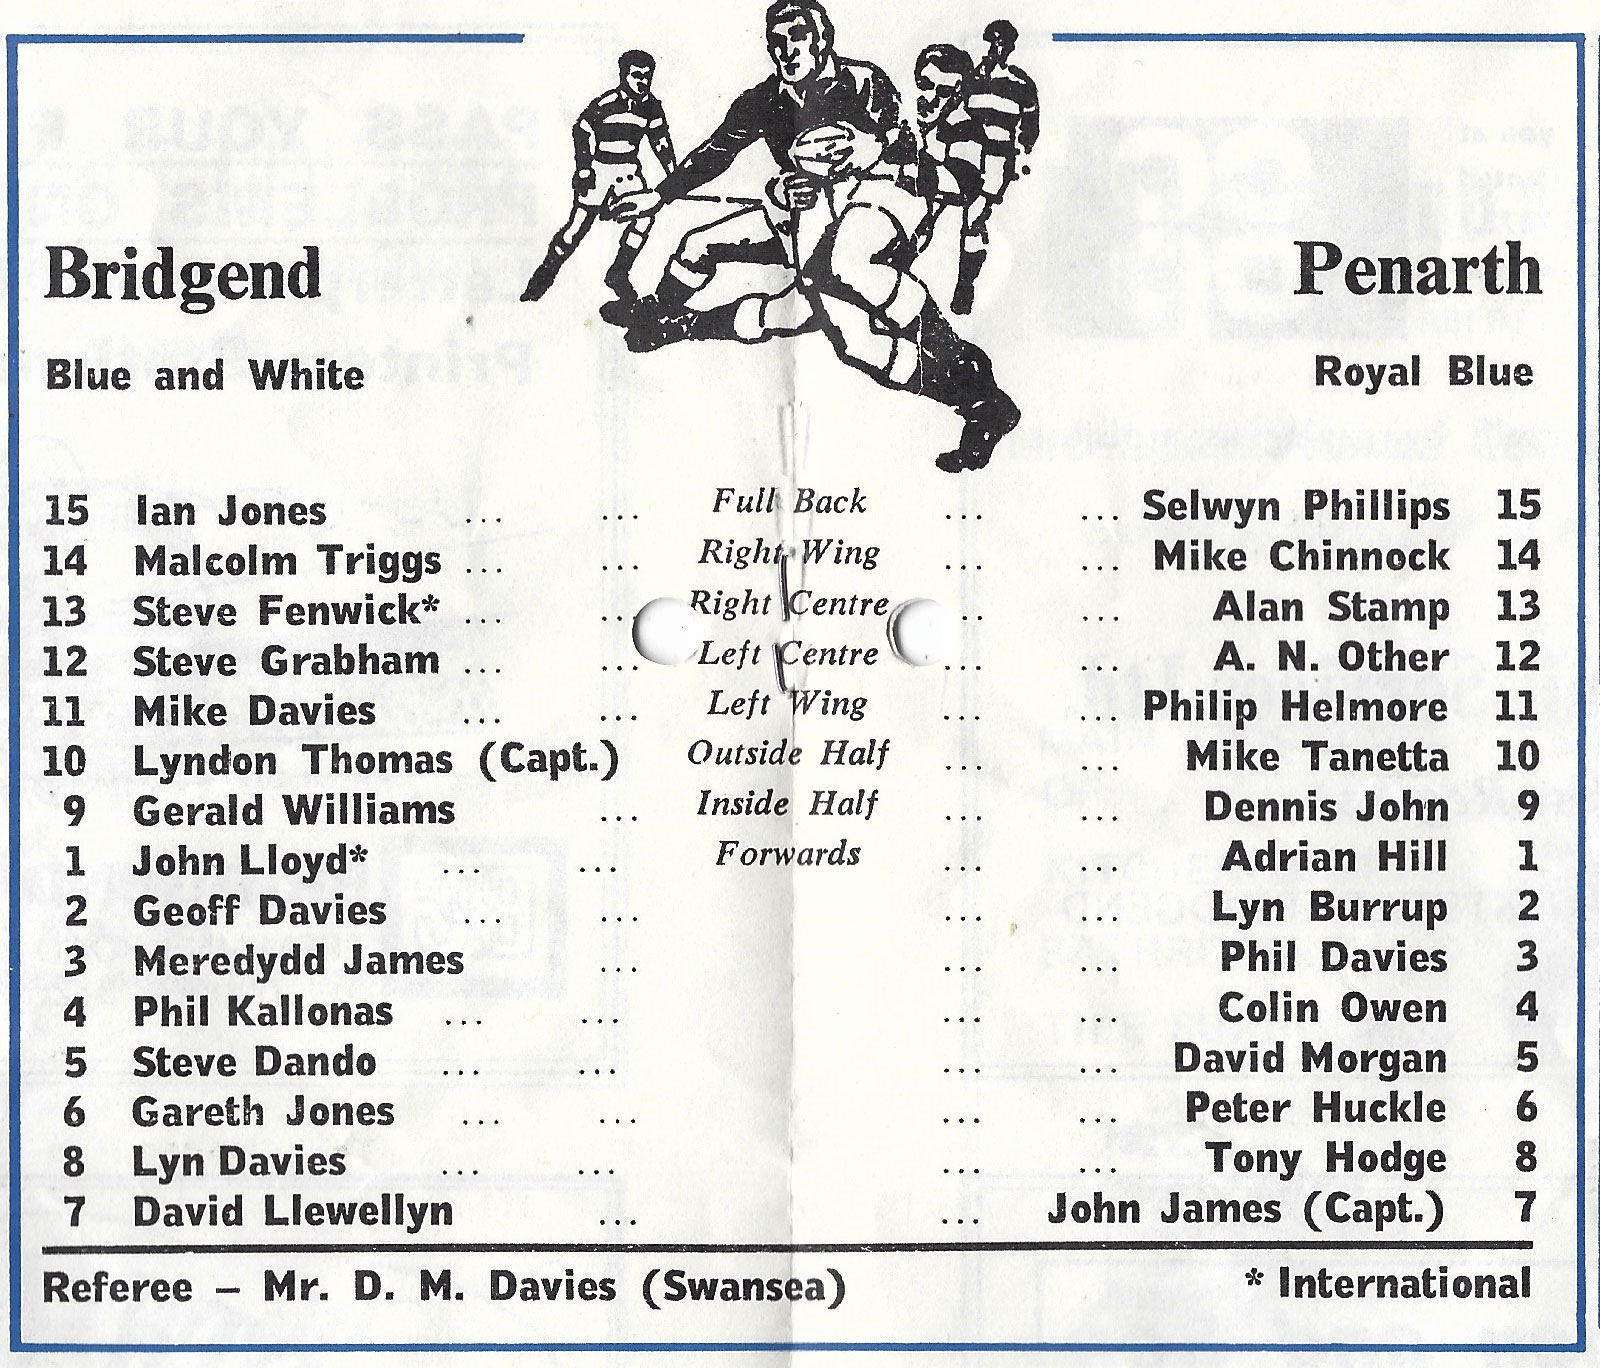 Bridgend Penarth
Blue and White Royal Blue
15 Ian Jones ... ... Full Back ... ... Selwyn Phillips 15
14 Malcolm Triggs ... ... Right Wing ... ... Mike Chinnock 14
13 Steve Fenwick* ... ... Right Centre ... ... Alan Stamp 13
12 Steve Grabham ... ... Left Centre ... ... A. N. Other 12
11 Mike Davies ... ... Left Wing ... ... Philip Helmore 11
10 Lyndon Thomas (Capt.) Outside Half ... ... Mike Tanetta 10
9 Gerald Williams ... Inside Half ... ... Dennis John 9
1 John Lloyd* ... ... Forwards ... ... Adrian Hill 1
2 Geoff Davies ... ... ... ... Lyn Burrup 2
3 Meredydd James ... ... ... Phil Davies 3
4 Phil Kallonas ... ... ... ... Colin Owen 4
5 Steve Dando ... ... ... ... David Morgan 5
6 Gareth Jones ... ... ... ... Peter Huckle 6
8 Lyn Davies ... ... ... ... Tony Hodge 8
7 David Llewellyn ... ... John James (Capt.) 7
Referee – Mr. D. M. Davies (Swansea) * International